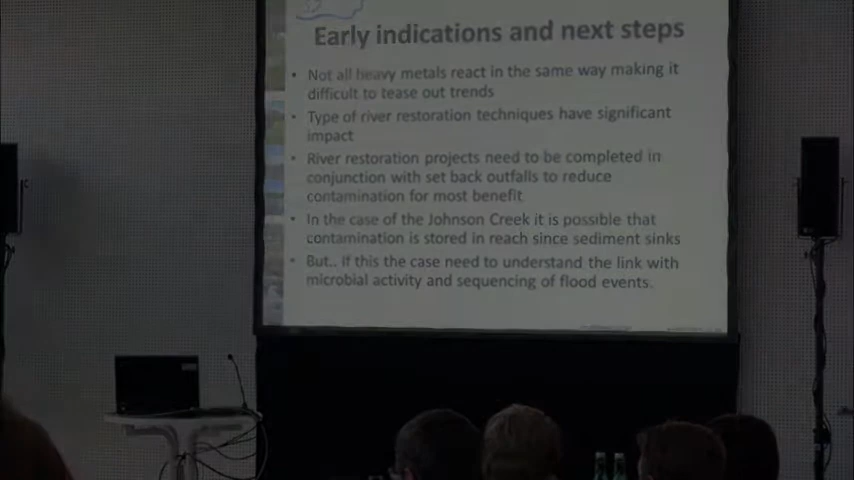 Early indications and next steps
• Not all heavy metals react in the same way making it
difficult to tease out trends
• Type of river restoration techniques have significant
impact
• River restoration projects need to be completed in
conjunction with set back outfalls to reduce
contamination for most benefit
• In the case of the Johnson Creek it is possible that
contamination is stored in reach since sediment sinks
• But.. if this the case need to understand the link with
microbial activity and sequencing of flood events.